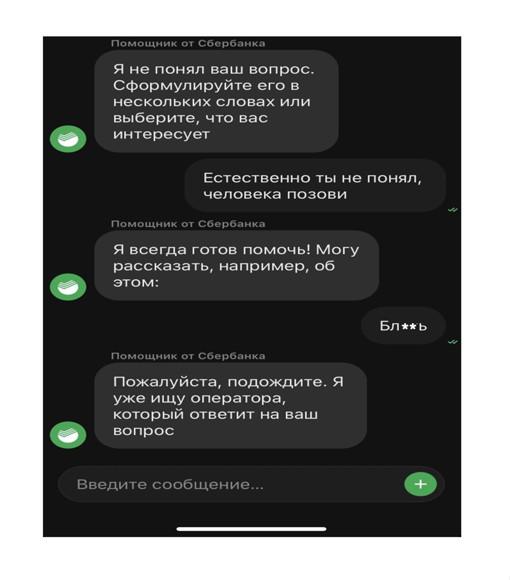 Помощник от Сбербанка
Я не понял ваш вопрос.
Сформулируйте его в
нескольких словах или
выберите, что вас
интересует
Естественно ты не понял,
человека позови
Помощник от Сбербанка
Я всегда готов помочь! Могу
рассказать, например, об
этом:
Бл**ь
Помощник от Сбербанка
Пожалуйста, подождите. Я
уже ищу оператора,
который ответит на ваш
вопрос
Введите сообщение...